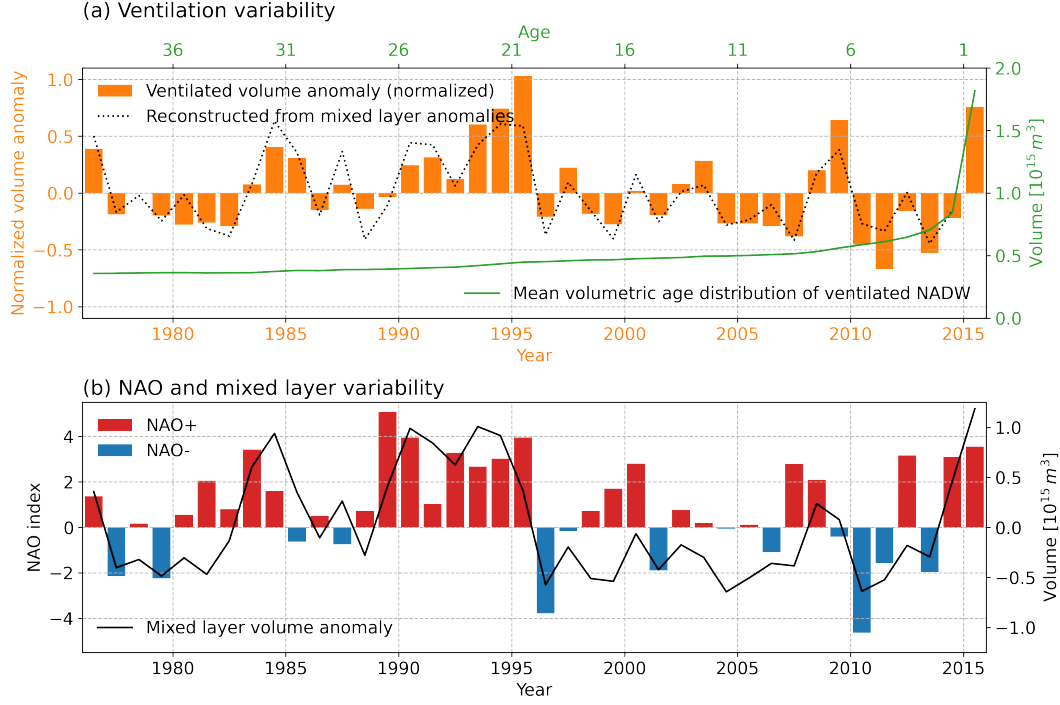 (a) Ventilation variability
Age
36 31 26 21 16 11 6 1
Normalized volume anomaly
1.0
0.5
0.0
−0.5
−1.0
Ventilated volume anomaly (normalized)
Reconstructed from mixed layer anomalies
Mean volumetric age distribution of ventilated NADW
2.0
1.5
1.0
0.5
0.0
Volume [10¹⁵ m³]
1980 1985 1990 1995 2000 2005 2010 2015
Year
(b) NAO and mixed layer variability
NAO index
4
2
0
−2
−4
NAO+
NAO-
Mixed layer volume anomaly
1.0
0.5
0.0
−0.5
−1.0
Volume [10¹⁵ m³]
1980 1985 1990 1995 2000 2005 2010 2015
Year